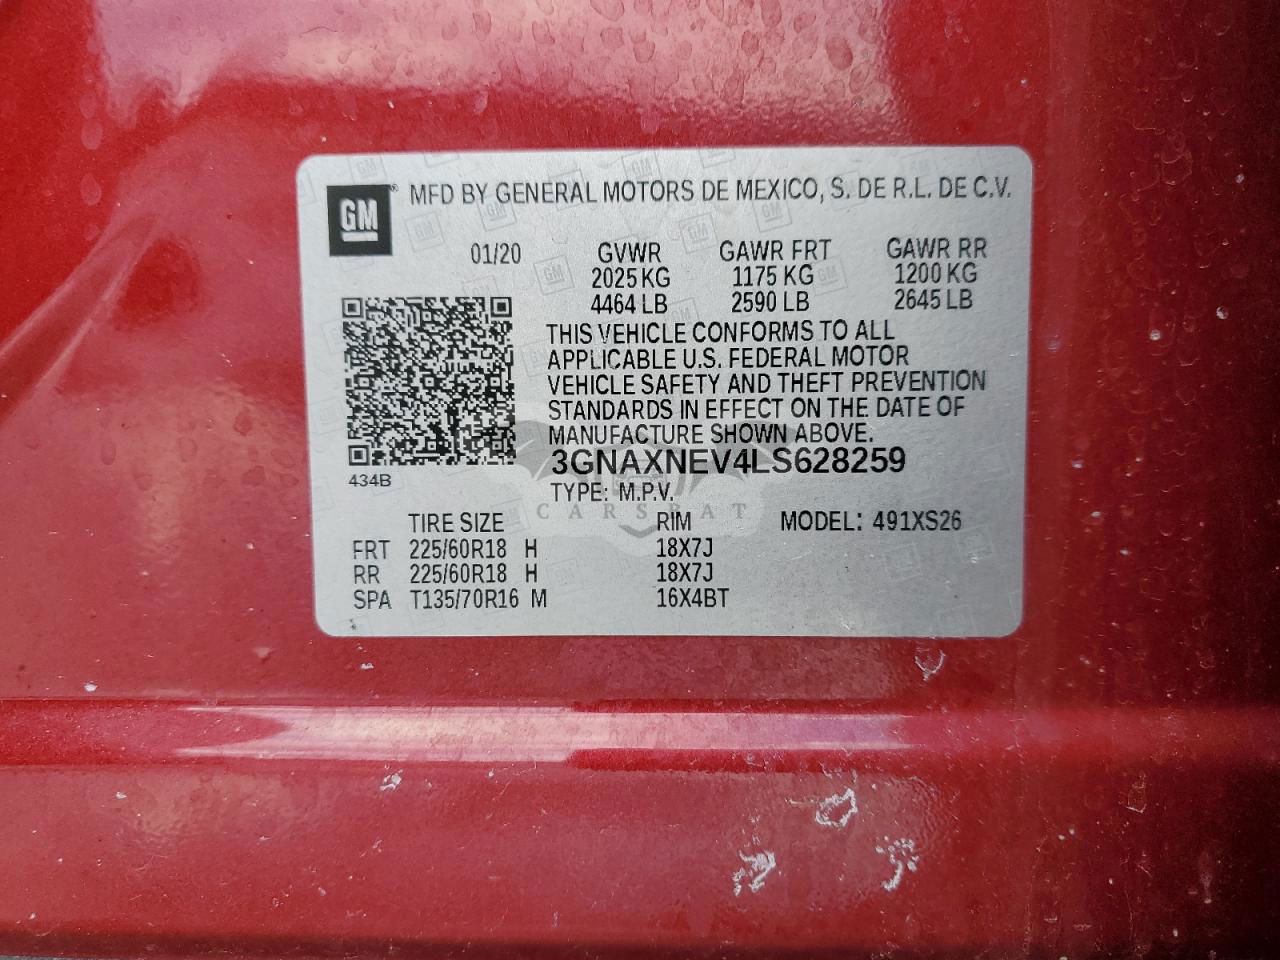 GM
MFD BY GENERAL MOTORS DE MEXICO, S. DE R.L. DE C.V.
01/20 GVWR GAWR FRT GAWR RR
2025 KG 1175 KG 1200 KG
4464 LB 2590 LB 2645 LB
THIS VEHICLE CONFORMS TO ALL
APPLICABLE U.S. FEDERAL MOTOR
VEHICLE SAFETY AND THEFT PREVENTION
STANDARDS IN EFFECT ON THE DATE OF
MANUFACTURE SHOWN ABOVE.
3GNAXNEV4LS628259
434B
TYPE: M.P.V.
CARSBAT
TIRE SIZE RIM MODEL: 491XS26
FRT 225/60R18 H 18X7J
RR 225/60R18 H 18X7J
SPA T135/70R16 M 16X4BT